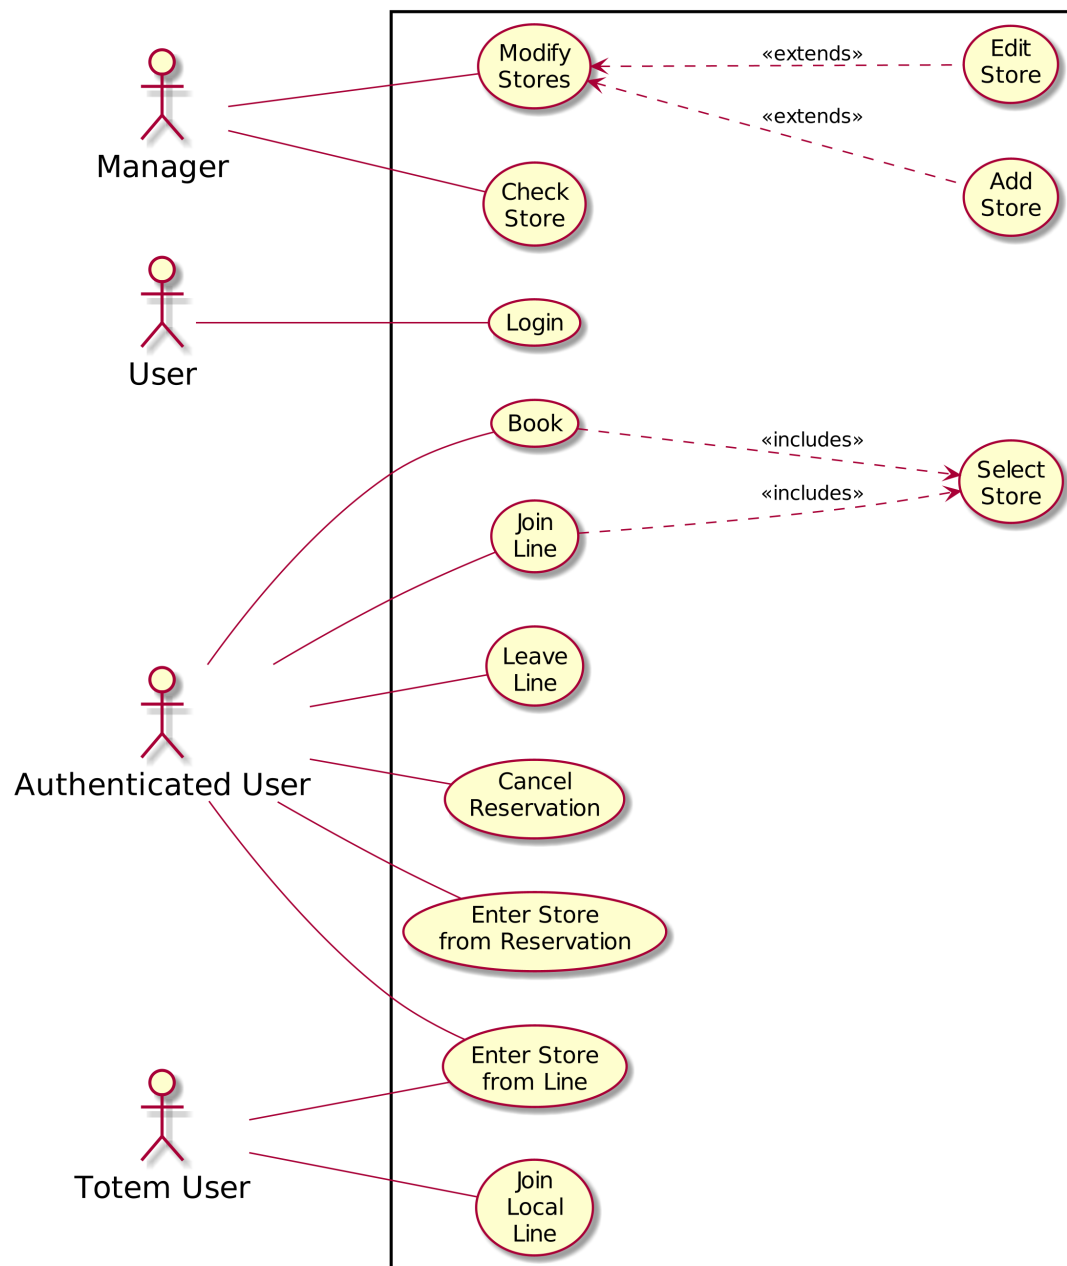 Modify
Stores
«extends»
Edit
Store
Manager
«extends»
Check
Store
Add
Store
User
Login
Book
«includes»
Select
Store
Join
Line
«includes»
Leave
Line
Authenticated User
Cancel
Reservation
Enter Store
from Reservation
Enter Store
from Line
Totem User
Join
Local
Line